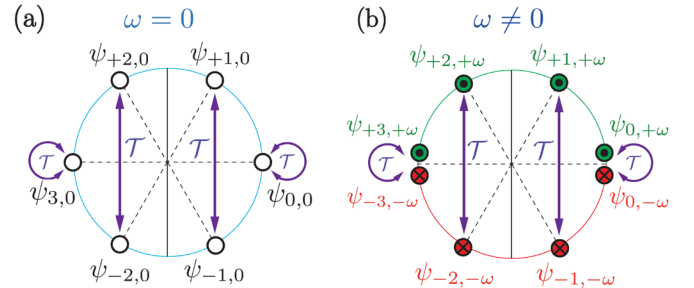 (a) ω = 0
ψ+2,0 ψ+1,0
𝒯 𝒯
𝒯 𝒯
ψ3,0 ψ0,0
ψ−2,0 ψ−1,0
(b) ω ≠ 0
ψ+2,+ω ψ+1,+ω
ψ+3,+ω ψ0,+ω
𝒯 𝒯
𝒯 𝒯
ψ−3,−ω ψ0,−ω
ψ−2,−ω ψ−1,−ω